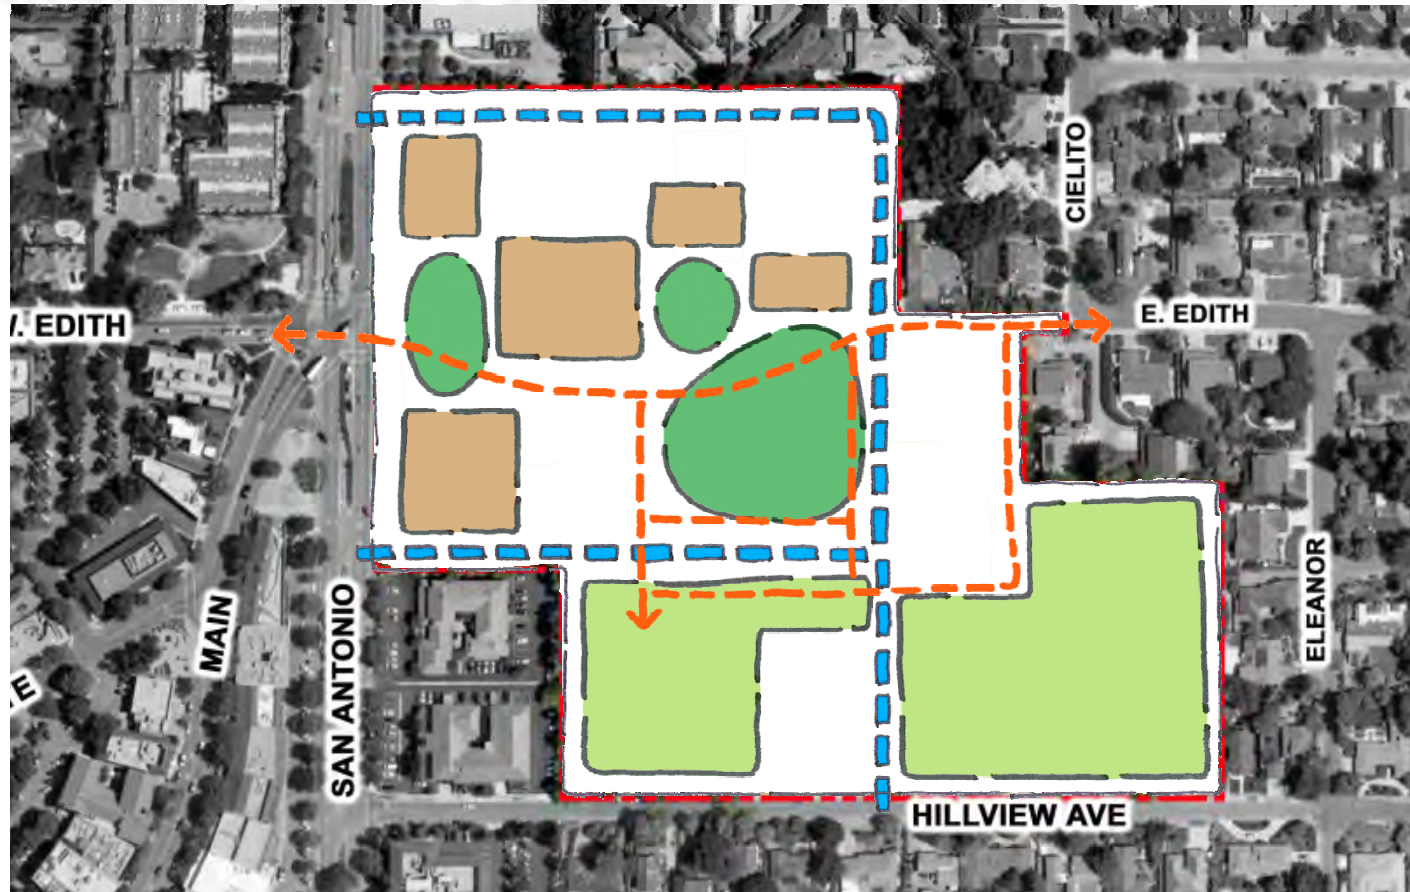 CIELITO
E. EDITH
. EDITH
ELEANOR
MAIN
SAN ANTONIO
E
HILLVIEW AVE